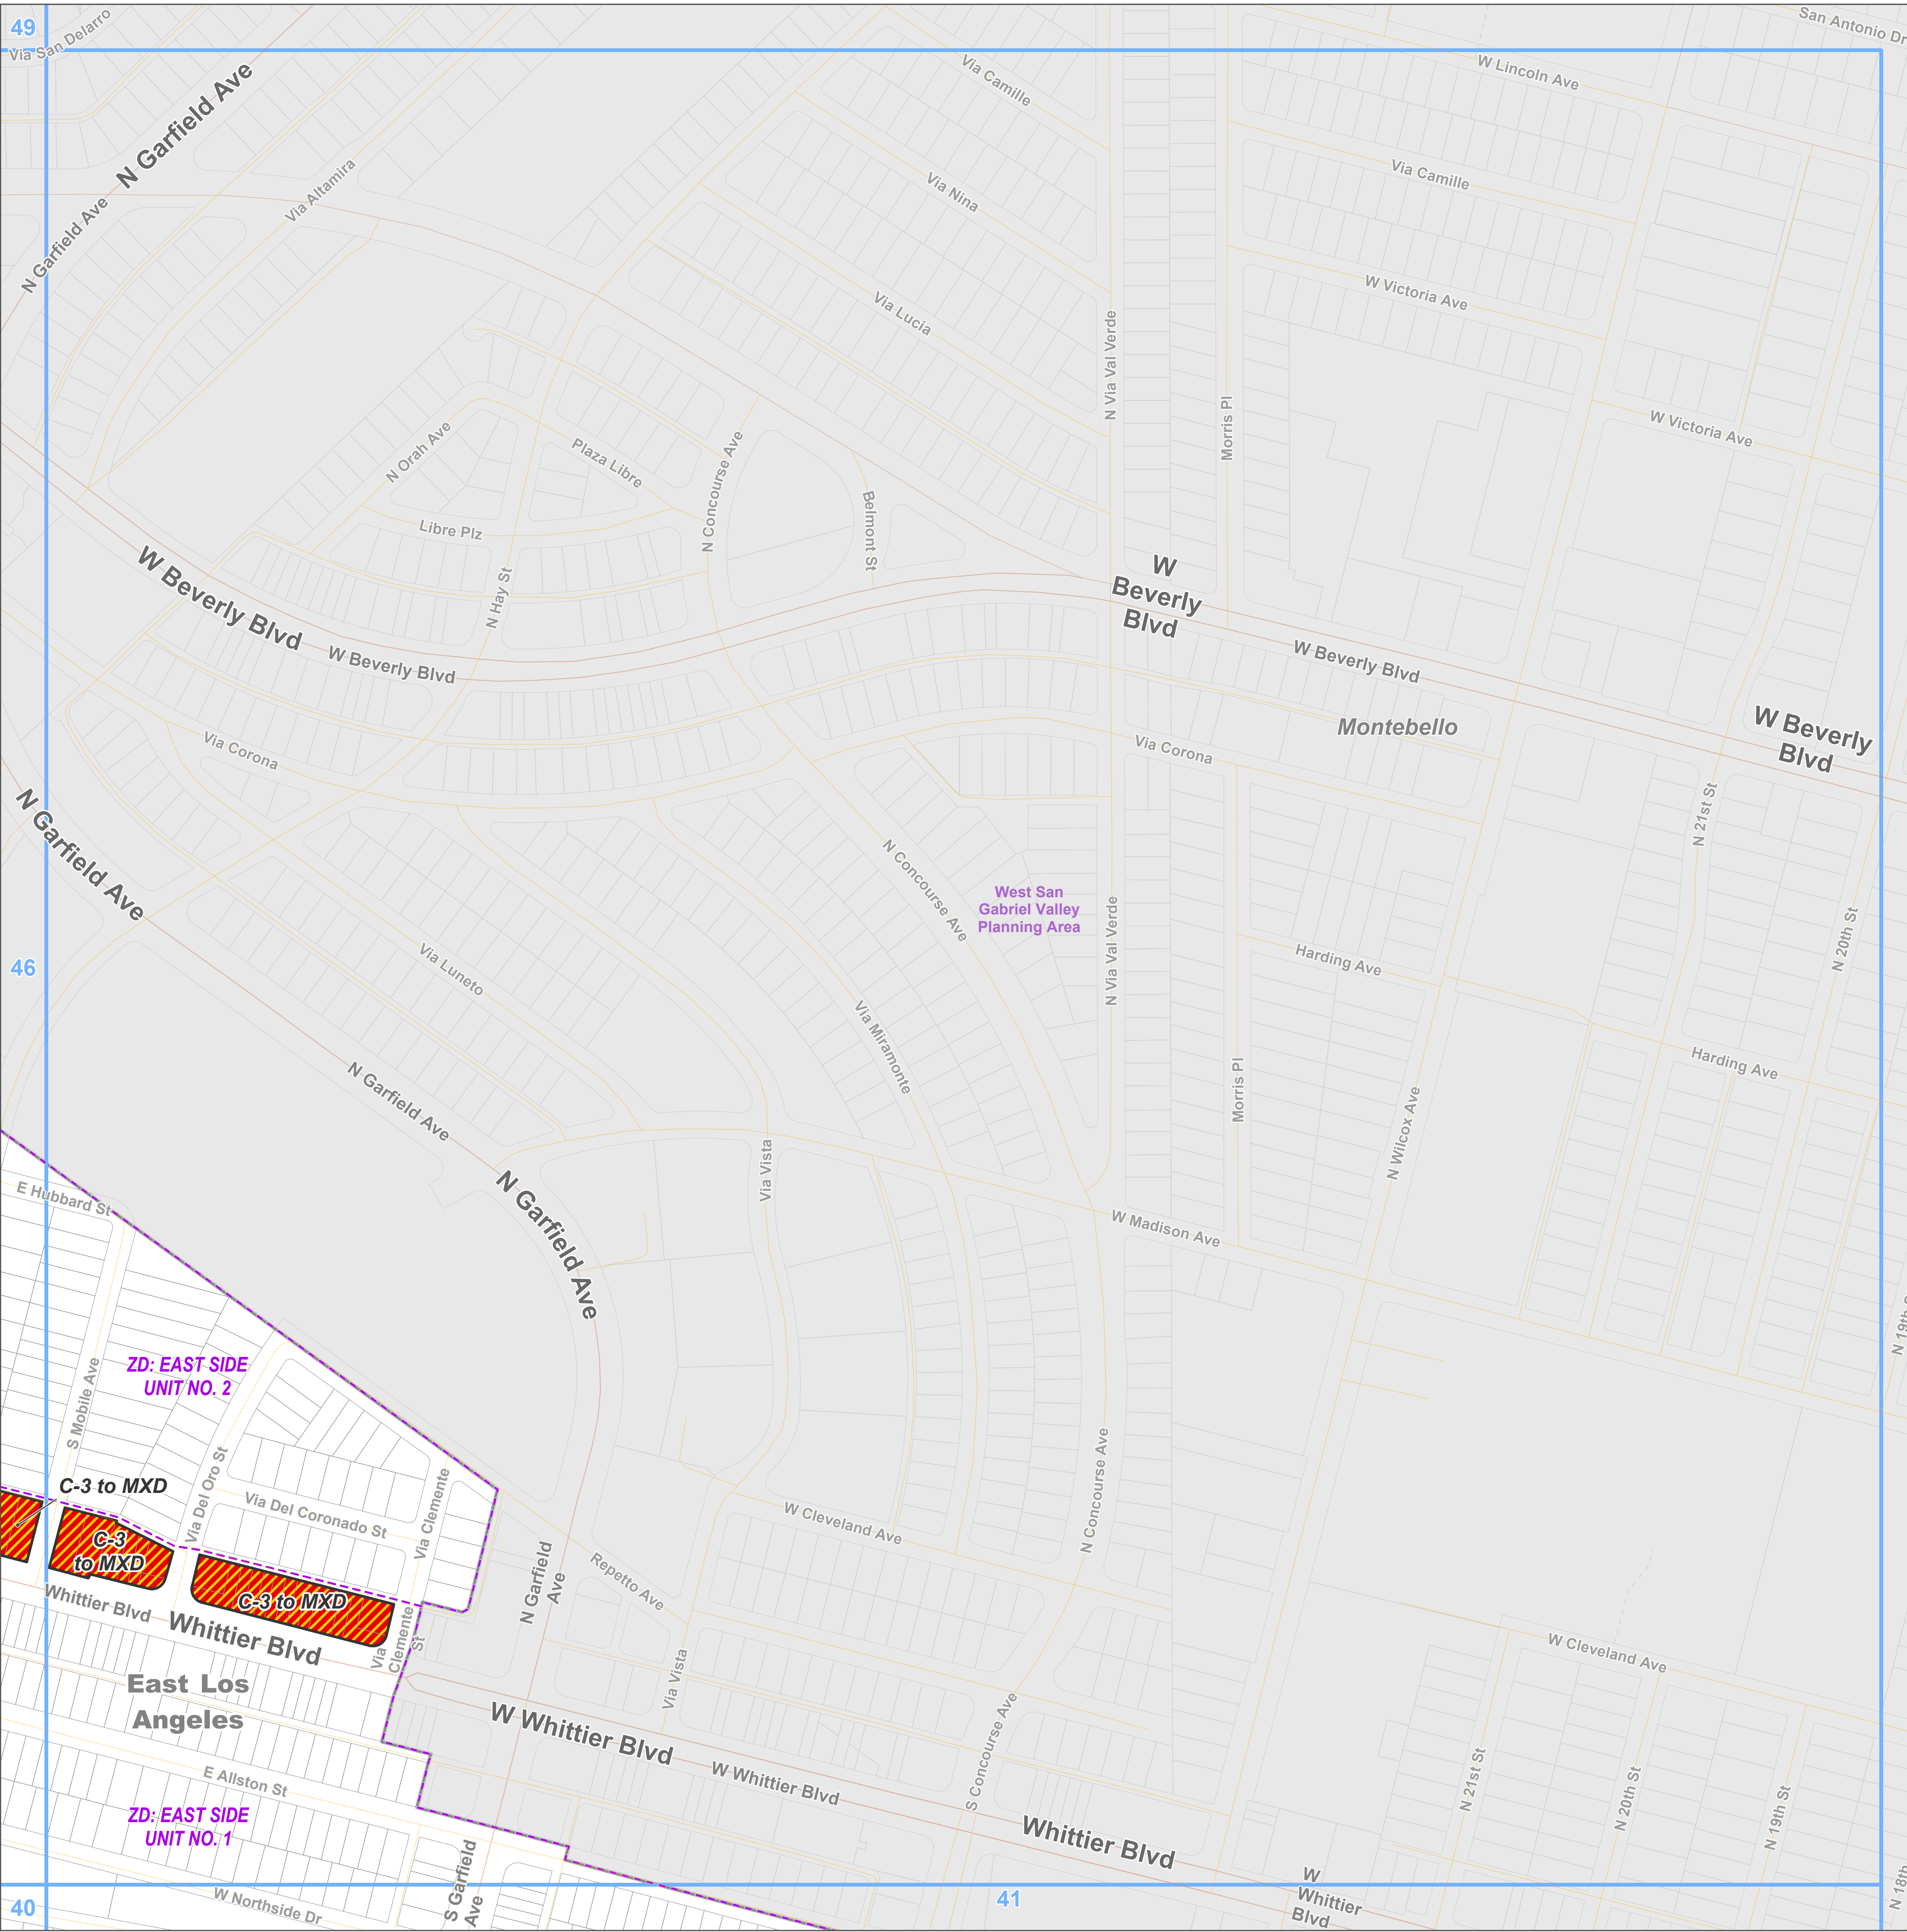 49
Via San Delarro
San Antonio Dr
W Lincoln Ave
Via Camille
N Garfield Ave
Via Camille
Via Altamira
Via Nina
N Garfield Ave
W Victoria Ave
Via Lucia
N Via Val Verde
Morris Pl
W Victoria Ave
N Orah Ave
Plaza Libre
N Concourse Ave
Belmont St
Libre Plz
W Beverly Blvd
N Hay St
W
Beverly
Blvd
W Beverly Blvd
W Beverly Blvd
Montebello
W Beverly
Blvd
Via Corona
Via Corona
N Garfield Ave
N 21st St
N Concourse Ave
West San
Gabriel Valley
Planning Area
N Via Val Verde
N 20th St
46
Via Luneto
Harding Ave
Via Miramonte
Harding Ave
N Garfield Ave
Morris Pl
N Wilcox Ave
Via Vista
E Hubbard St
N Garfield Ave
W Madison Ave
ZD: EAST SIDE
UNIT NO. 2
S Mobile Ave
C-3 to MXD
Via Del Oro St
Via Del Coronado St
Via Clemente
W Cleveland Ave
N Concourse Ave
C-3
to MXD
Repetto Ave
N Garfield
Ave
C-3 to MXD
Whittier Blvd
Whittier Blvd
Via
Clemente
St
W Cleveland Ave
East Los
Angeles
Via Vista
W Whittier Blvd
W Whittier Blvd
S Concourse Ave
N 21st St
N 20th St
N 19th St
E Allston St
ZD: EAST SIDE
UNIT NO. 1
Whittier Blvd
S Garfield
Ave
W Northside Dr
W
Whittier
Blvd
40
41